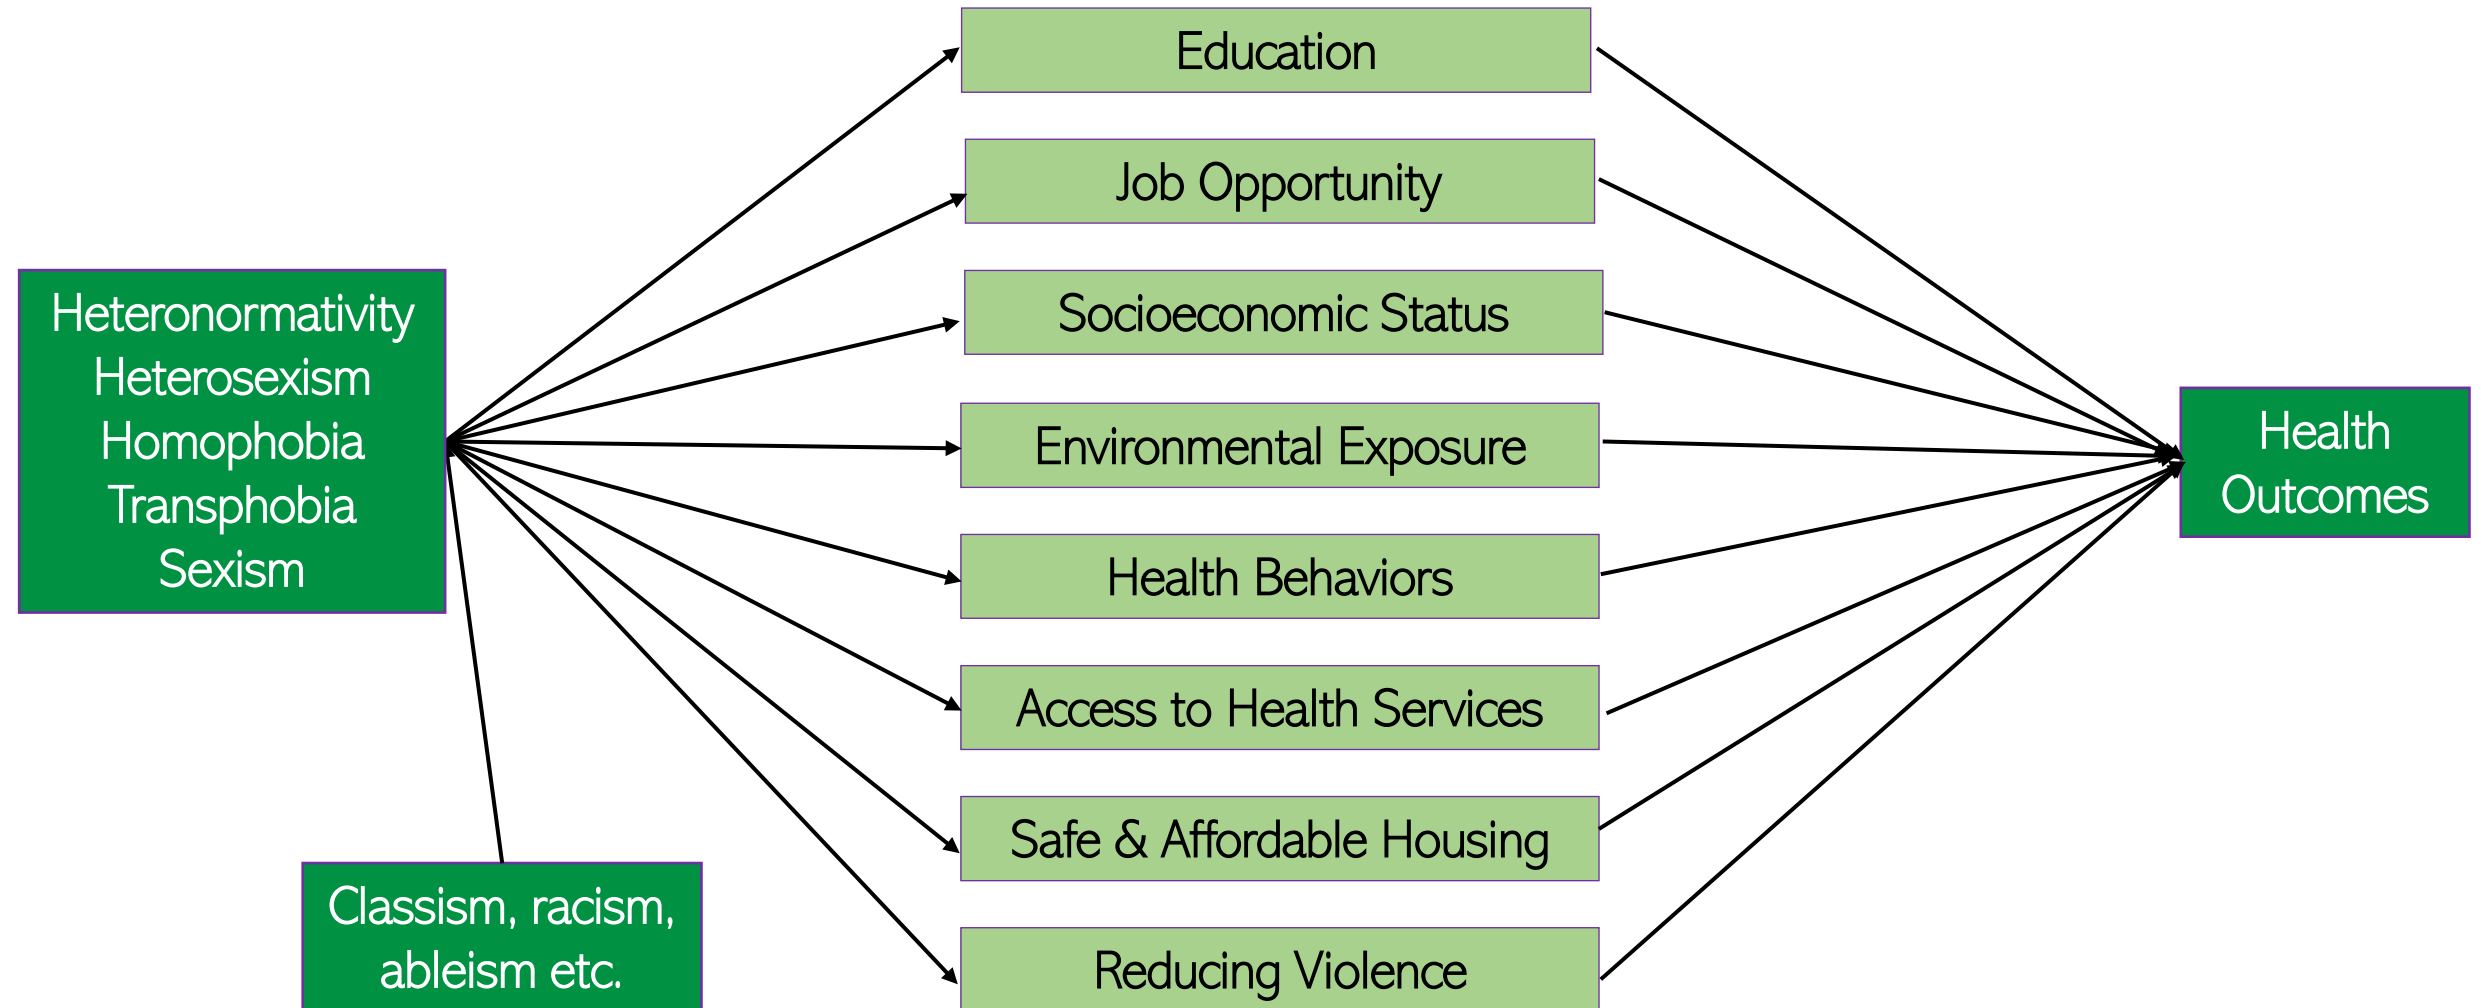 Heteronormativity
Heterosexism
Homophobia
Transphobia
Sexism
Classism, racism,
ableism etc.
Education
Job Opportunity
Socioeconomic Status
Environmental Exposure
Health Behaviors
Access to Health Services
Safe & Affordable Housing
Reducing Violence
Health
Outcomes